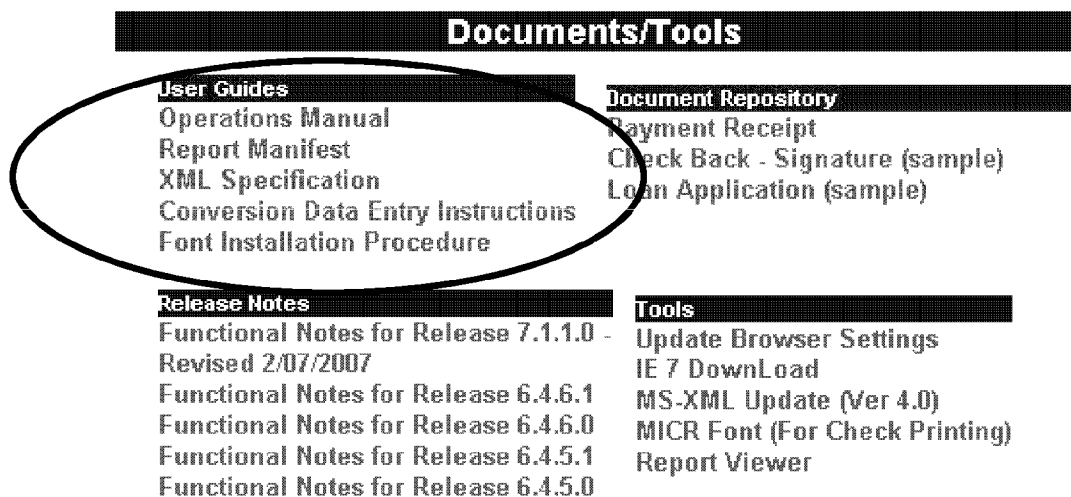 Documents/Tools
User Guides
Operations Manual
Report Manifest
XML Specification
Conversion Data Entry Instructions
Font Installation Procedure
Document Repository
Payment Receipt
Check Back - Signature (sample)
Loan Application (sample)
Release Notes
Functional Notes for Release 7.1.1.0 -
Revised 2/07/2007
Functional Notes for Release 6.4.6.1
Functional Notes for Release 6.4.6.0
Functional Notes for Release 6.4.5.1
Functional Notes for Release 6.4.5.0
Tools
Update Browser Settings
IE 7 DownLoad
MS-XML Update (Ver 4.0)
MICR Font (For Check Printing)
Report Viewer